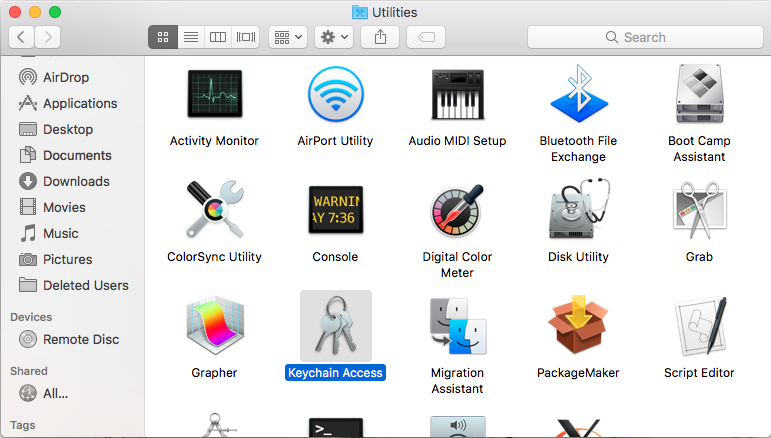 Utilities
Search
AirDrop
Applications
Desktop
Documents
Downloads
Movies
Music
Pictures
Deleted Users
Devices
Remote Disc
Shared
All...
Tags
Activity Monitor
AirPort Utility
Audio MIDI Setup
Bluetooth File
Exchange
Boot Camp
Assistant
ColorSync Utility
WARNIN
AY 7:36
Console
Digital Color
Meter
Disk Utility
Grab
Grapher
Keychain Access
Migration
Assistant
PackageMaker
Script Editor
>_